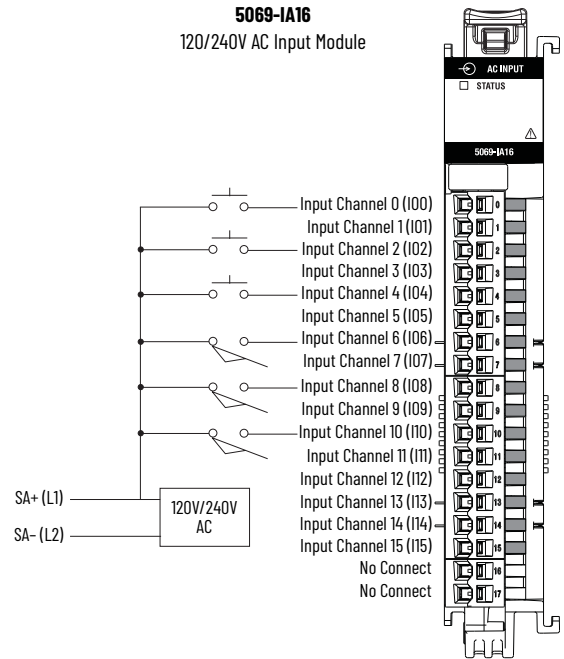 5069-IA16
120/240V AC Input Module
AC INPUT
STATUS
5069-IA16
Input Channel 0 (I00)
0
Input Channel 1 (I01)
1
Input Channel 2 (I02)
2
Input Channel 3 (I03)
3
Input Channel 4 (I04)
4
Input Channel 5 (I05)
5
Input Channel 6 (I06)
6
Input Channel 7 (I07)
7
Input Channel 8 (I08)
8
Input Channel 9 (I09)
9
Input Channel 10 (I10)
10
Input Channel 11 (I11)
11
Input Channel 12 (I12)
12
Input Channel 13 (I13)
13
Input Channel 14 (I14)
14
Input Channel 15 (I15)
15
No Connect
16
No Connect
17
SA+ (L1)
SA- (L2)
120V/240V
AC